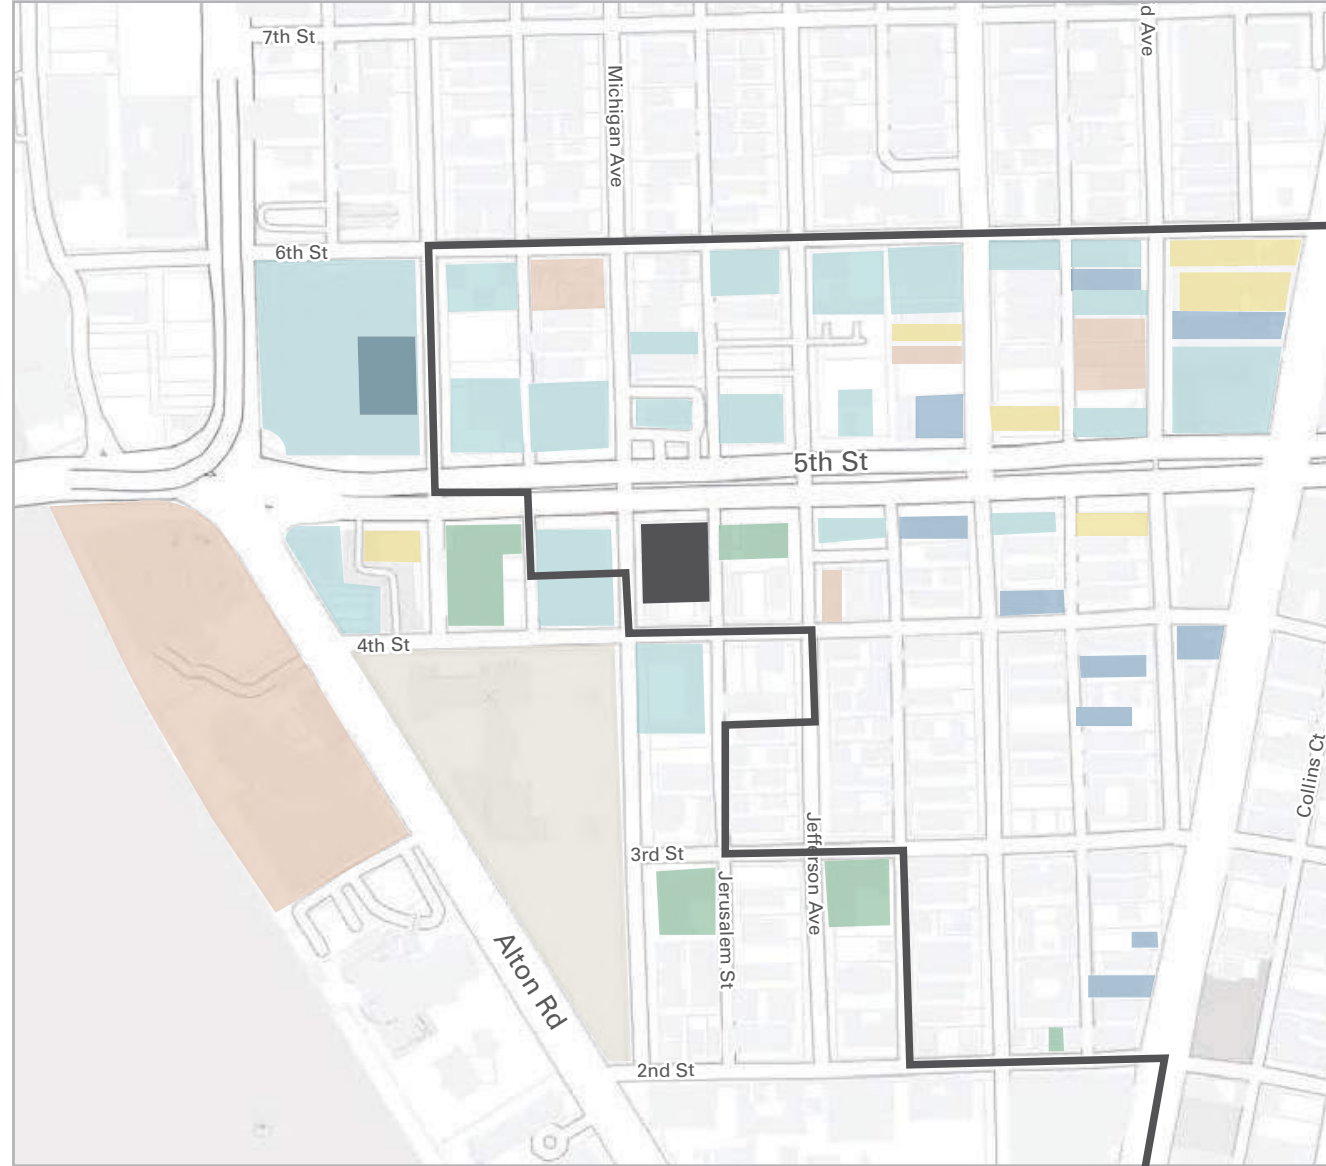 7th St
d Ave
Michigan Ave
6th St
5th St
4th St
Collins Ct
3rd St
Jefferson Ave
Jerusalem St
Alton Rd
2nd St